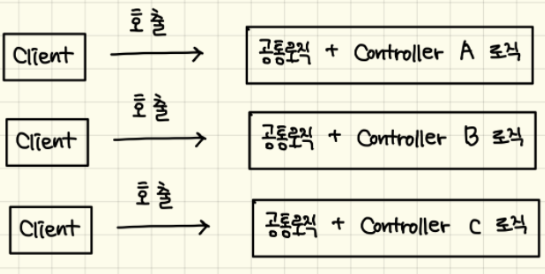 호출
Client → 공통로직 + Controller A 로직
호출
Client → 공통로직 + Controller B 로직
호출
Client → 공통로직 + Controller C 로직